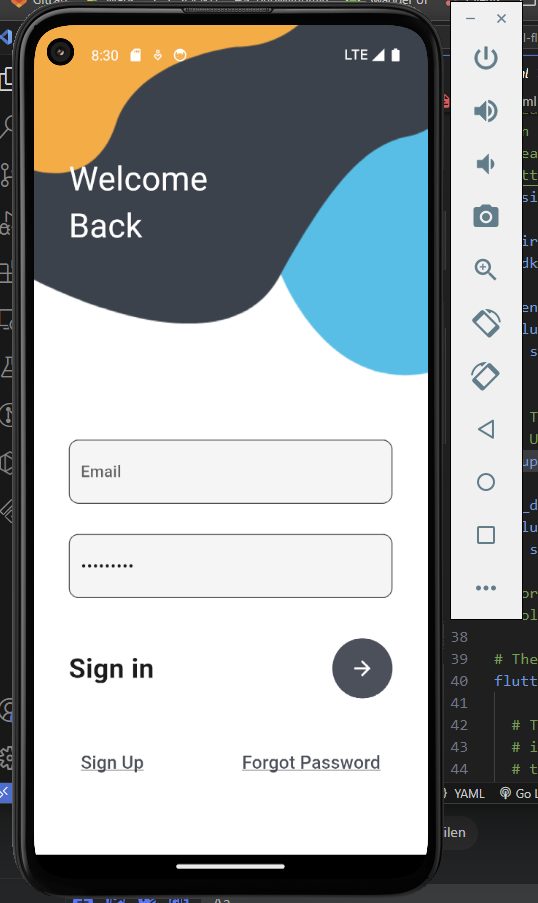 8:30
LTE
Welcome
Back
Email
•••••••••
Sign in
Sign Up
Forgot Password
38
39 # The
40 flutt
41
42 # T
43 # i
44 # t
YAML
Go L
ilen